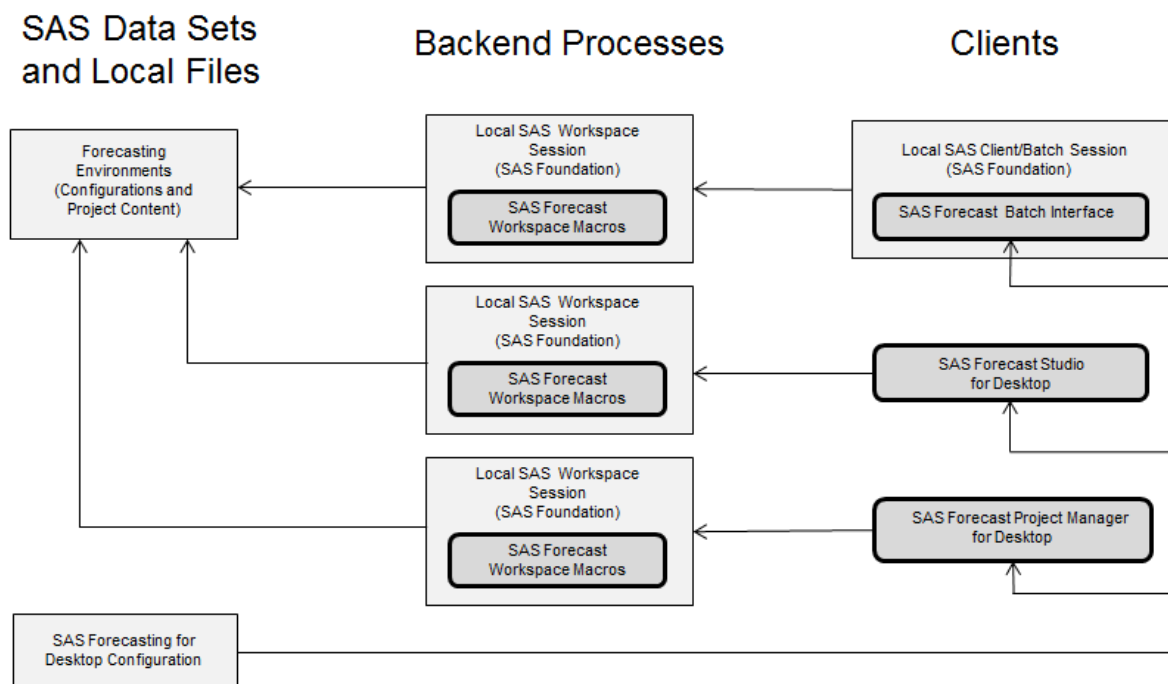 SAS Data Sets
and Local Files
Backend Processes
Clients
Forecasting
Environments
(Configurations and
Project Content)
Local SAS Workspace
Session
(SAS Foundation)
SAS Forecast
Workspace Macros
Local SAS Client/Batch Session
(SAS Foundation)
SAS Forecast Batch Interface
Local SAS Workspace
Session
(SAS Foundation)
SAS Forecast
Workspace Macros
SAS Forecast Studio
for Desktop
Local SAS Workspace
Session
(SAS Foundation)
SAS Forecast
Workspace Macros
SAS Forecast Project Manager
for Desktop
SAS Forecasting for
Desktop Configuration